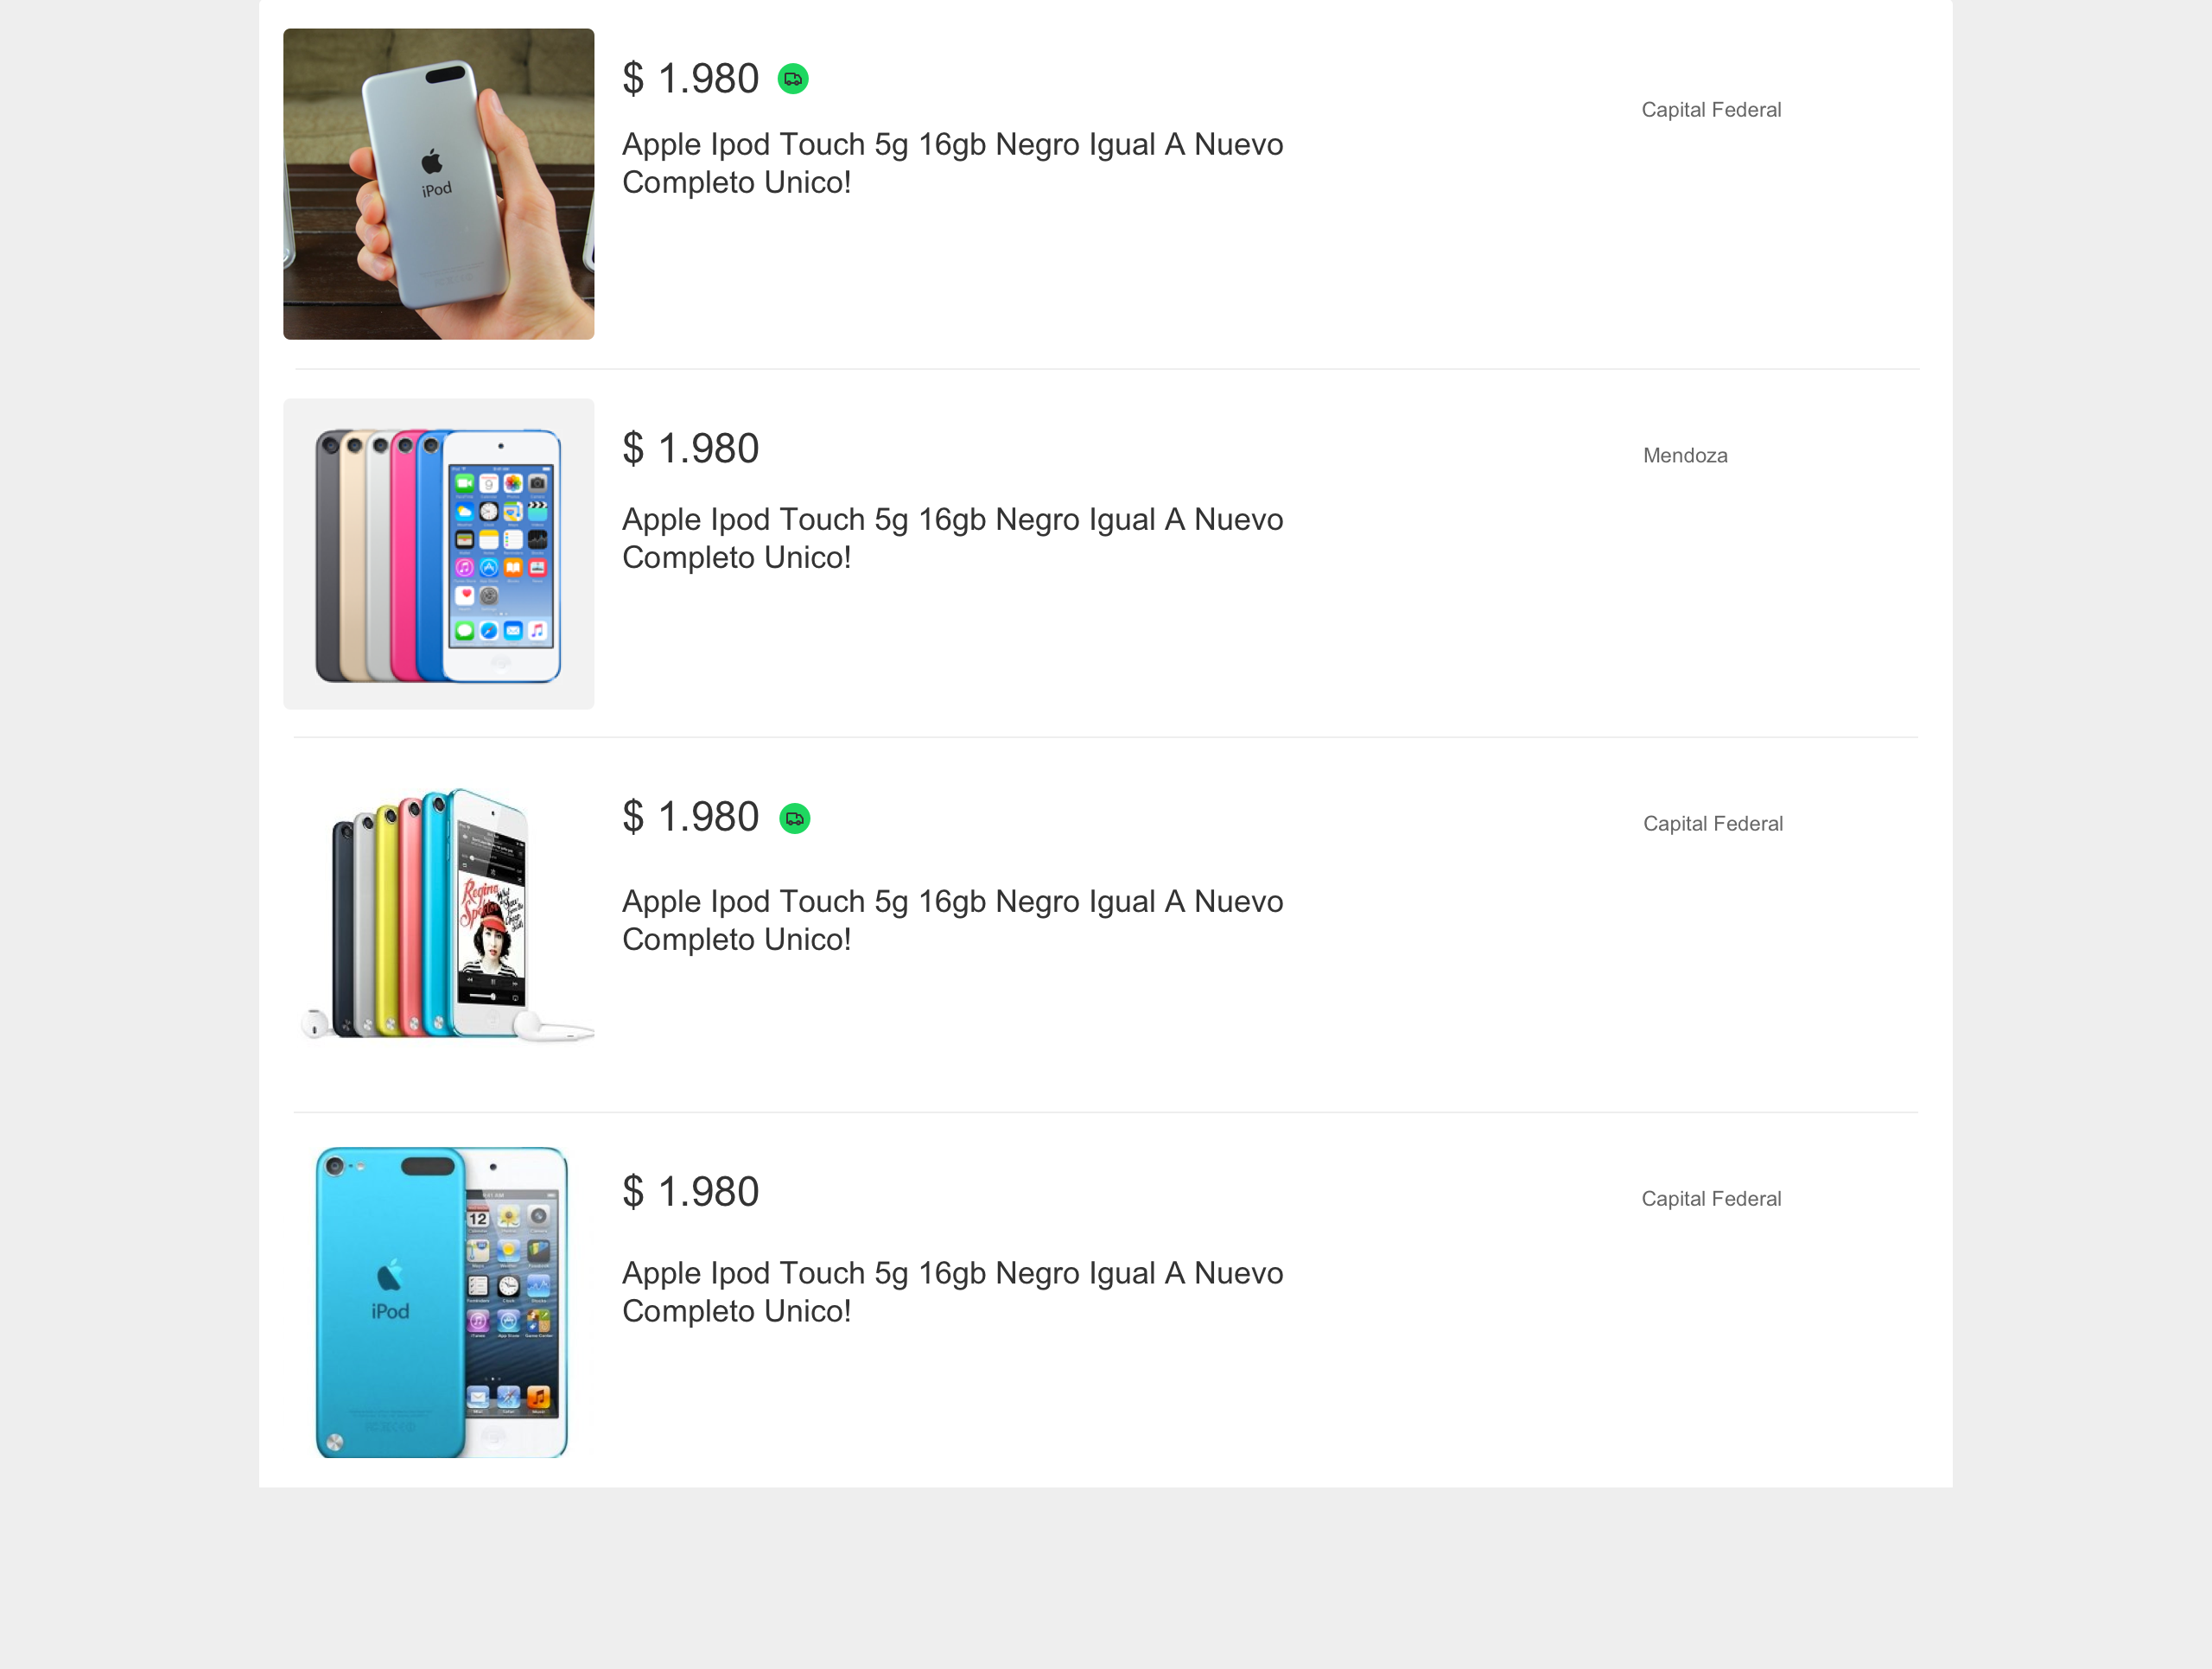 $ 1.980
Capital Federal
Apple Ipod Touch 5g 16gb Negro Igual A Nuevo
Completo Unico!
iPod
$ 1.980
Mendoza
Apple Ipod Touch 5g 16gb Negro Igual A Nuevo
Completo Unico!
$ 1.980
Capital Federal
Apple Ipod Touch 5g 16gb Negro Igual A Nuevo
Completo Unico!
Regina
$ 1.980
Capital Federal
Apple Ipod Touch 5g 16gb Negro Igual A Nuevo
Completo Unico!
12
iPod